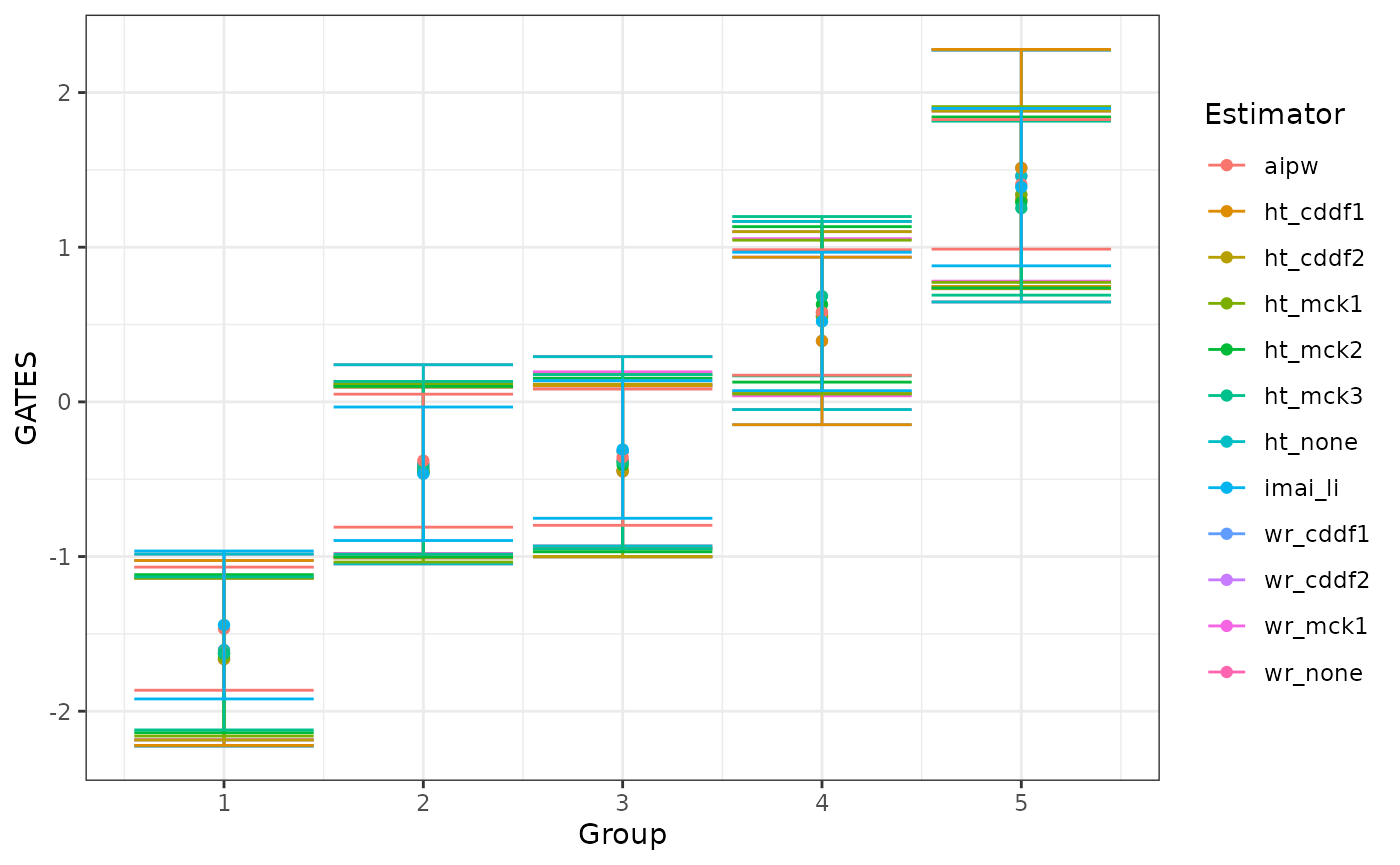 GATES
2
1
0
-1
-2
1 2 3 4 5
Group
Estimator
aipw
ht_cddf1
ht_cddf2
ht_mck1
ht_mck2
ht_mck3
ht_none
imai_li
wr_cddf1
wr_cddf2
wr_mck1
wr_none